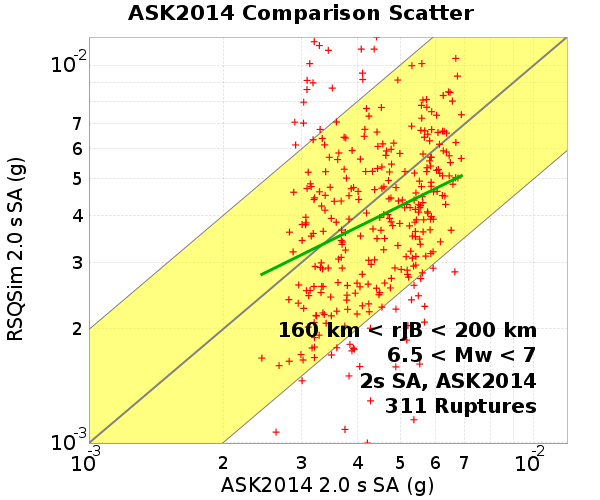 ASK2014 Comparison Scatter
RSQSim 2.0 s SA (g)
10-2
7
6
5
4
3
2
10-3
160 km < rJB < 200 km
6.5 < Mw < 7
2s SA, ASK2014
311 Ruptures
10-3 2 3 4 5 6 7 10-2
ASK2014 2.0 s SA (g)